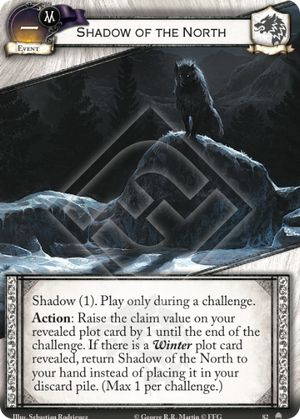 —
Event
Shadow of the North
Shadow (1). Play only during a challenge.
Action: Raise the claim value on your
revealed plot card by 1 until the end of the
challenge. If there is a Winter plot card
revealed, return Shadow of the North to
your hand instead of placing it in your
discard pile. (Max 1 per challenge.)
Illus. Sebastian Rodriguez © George R.R. Martin © FFG 82